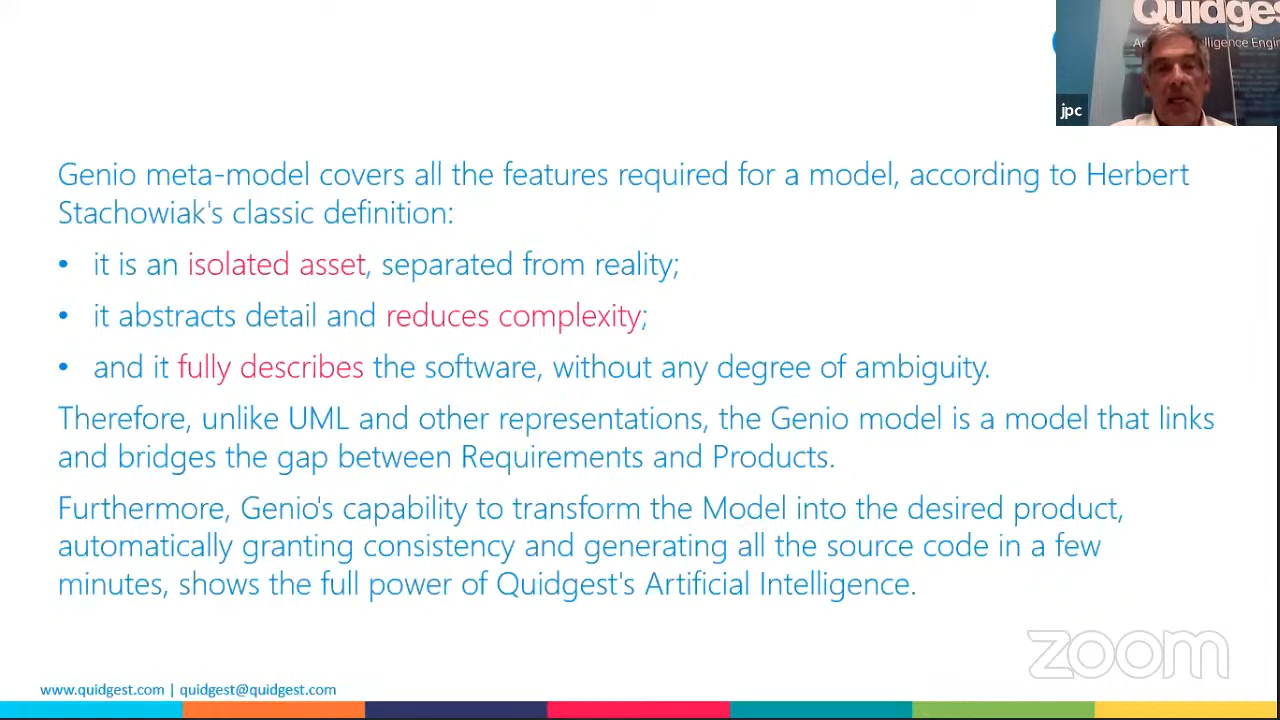 Quidges
lligence Engin
jpc
Genio meta-model covers all the features required for a model, according to Herbert
Stachowiak's classic definition:
• it is an isolated asset, separated from reality;
• it abstracts detail and reduces complexity;
• and it fully describes the software, without any degree of ambiguity.
Therefore, unlike UML and other representations, the Genio model is a model that links
and bridges the gap between Requirements and Products.
Furthermore, Genio's capability to transform the Model into the desired product,
automatically granting consistency and generating all the source code in a few
minutes, shows the full power of Quidgest's Artificial Intelligence.
zoom
www.quidgest.com | quidgest@quidgest.com